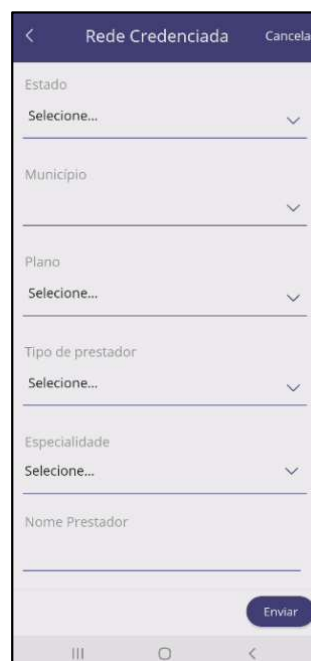 Rede Credenciada Cancela
Estado
Selecione...
Município
Plano
Selecione...
Tipo de prestador
Selecione...
Especialidade
Selecione...
Nome Prestador
Enviar